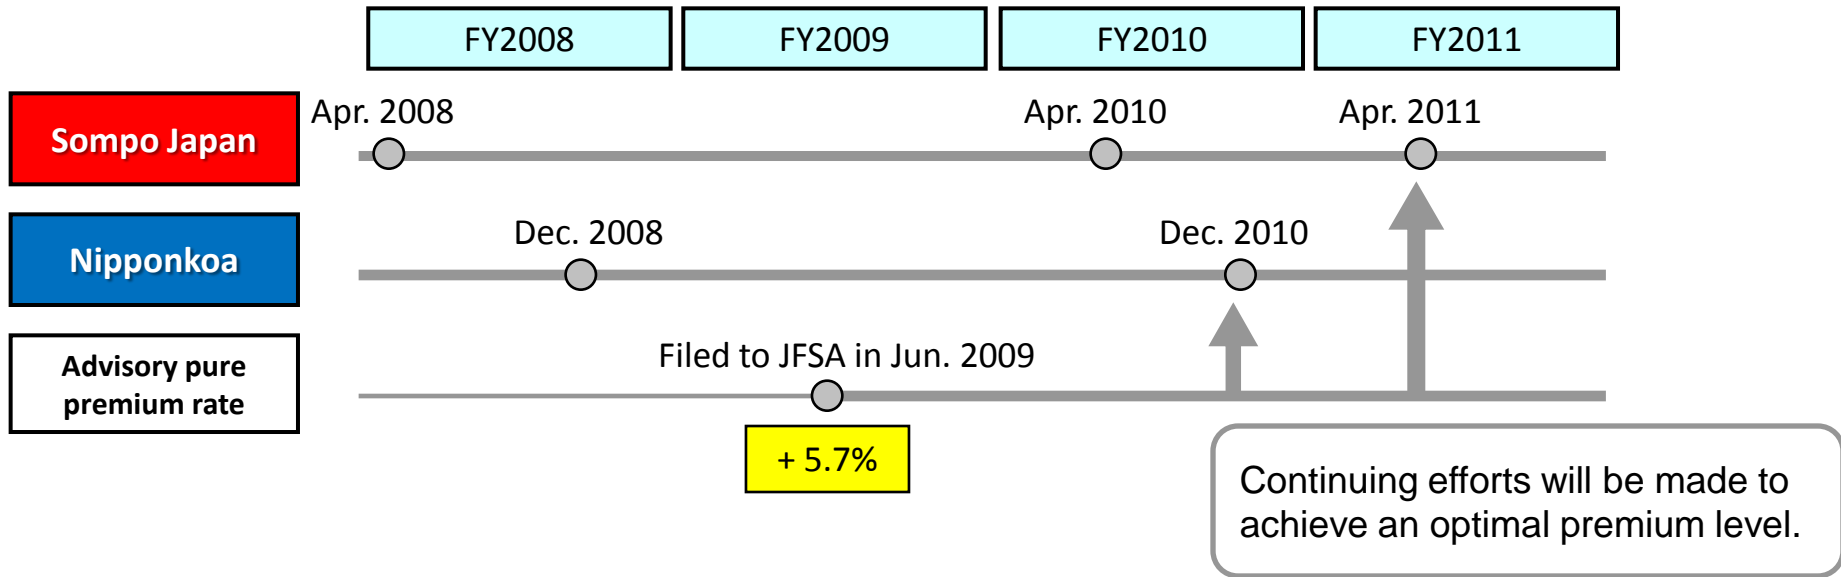 FY2008
FY2009
FY2010
FY2011
Sompo Japan
Apr. 2008
Apr. 2010
Apr. 2011
Nipponkoa
Dec. 2008
Dec. 2010
Advisory pure
premium rate
Filed to JFSA in Jun. 2009
+ 5.7%
Continuing efforts will be made to
achieve an optimal premium level.